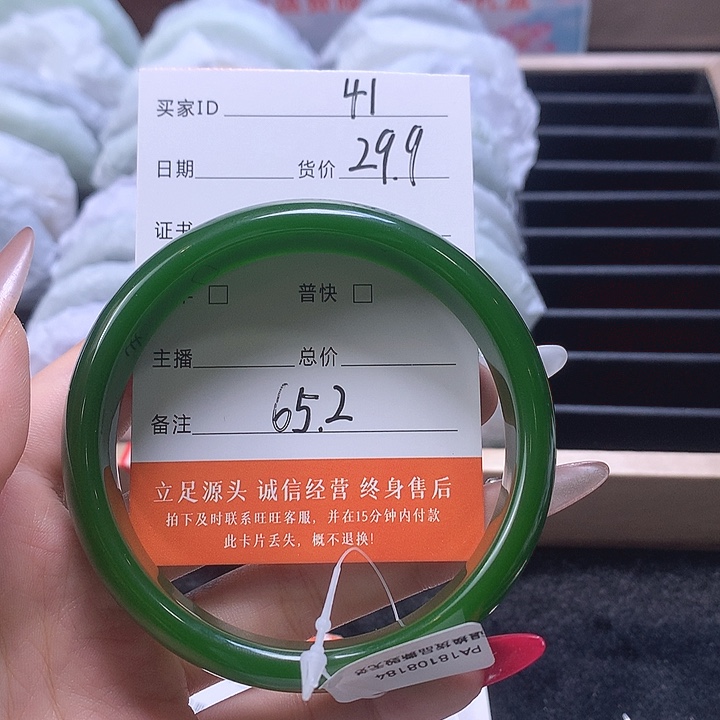 买家ID 41
日期 货价 29.9
证书
普快
主播 总价
备注 65.2
立足源头 诚信经营 终身售后
拍下及时联系旺旺客服，并在15分钟内付款
此卡片丢失，概不退换！
PA18108184